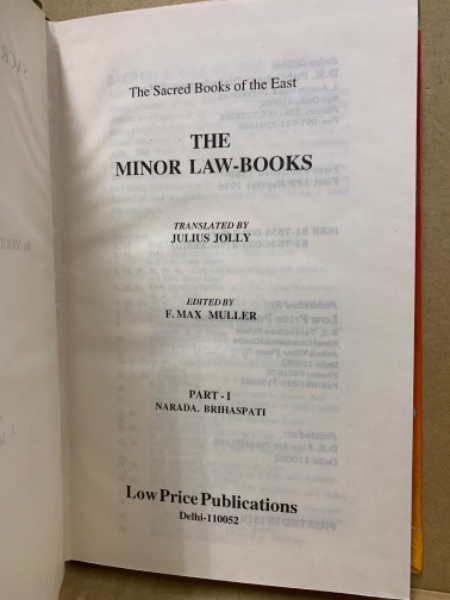 The Sacred Books of the East
THE
MINOR LAW-BOOKS
TRANSLATED BY
JULIUS JOLLY
EDITED BY
F. MAX MULLER
PART - I
NARADA. BRIHASPATI
Low Price Publications
Delhi-110052